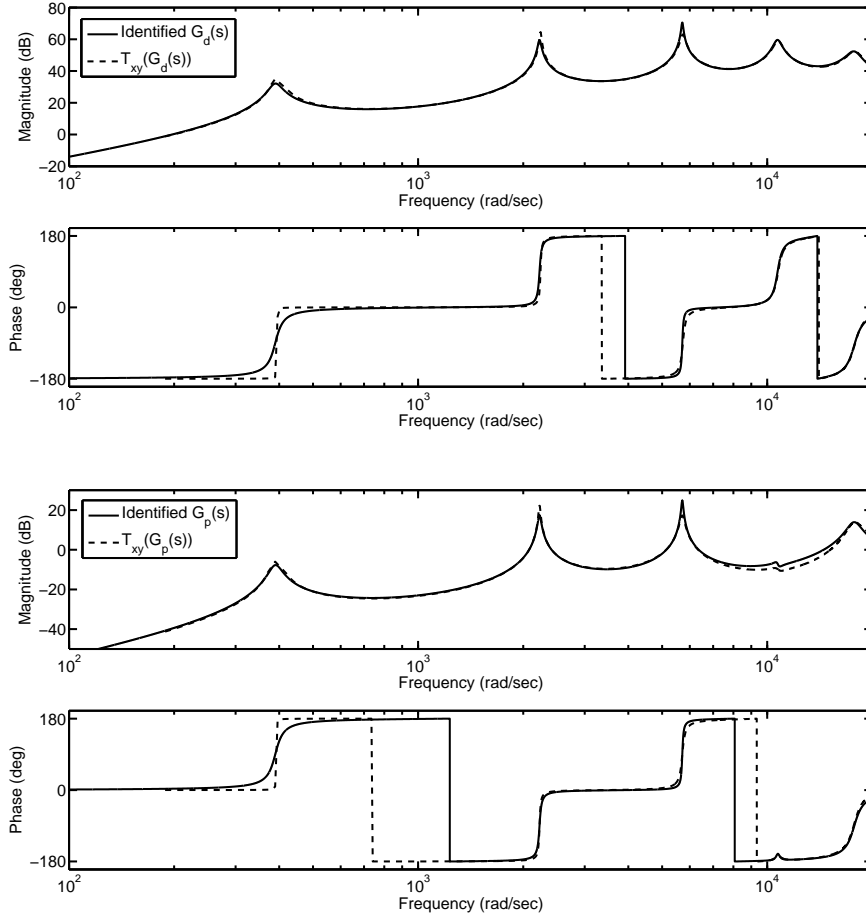 80
60
40
20
0
−20
Magnitude (dB)
Identified G_d(s)
T_xy(G_d(s))
10^2
10^3
10^4
Frequency (rad/sec)
180
0
−180
Phase (deg)
10^2
10^3
10^4
Frequency (rad/sec)
20
0
−20
−40
Magnitude (dB)
Identified G_p(s)
T_xy(G_p(s))
10^2
10^3
10^4
Frequency (rad/sec)
180
0
−180
Phase (deg)
10^2
10^3
10^4
Frequency (rad/sec)